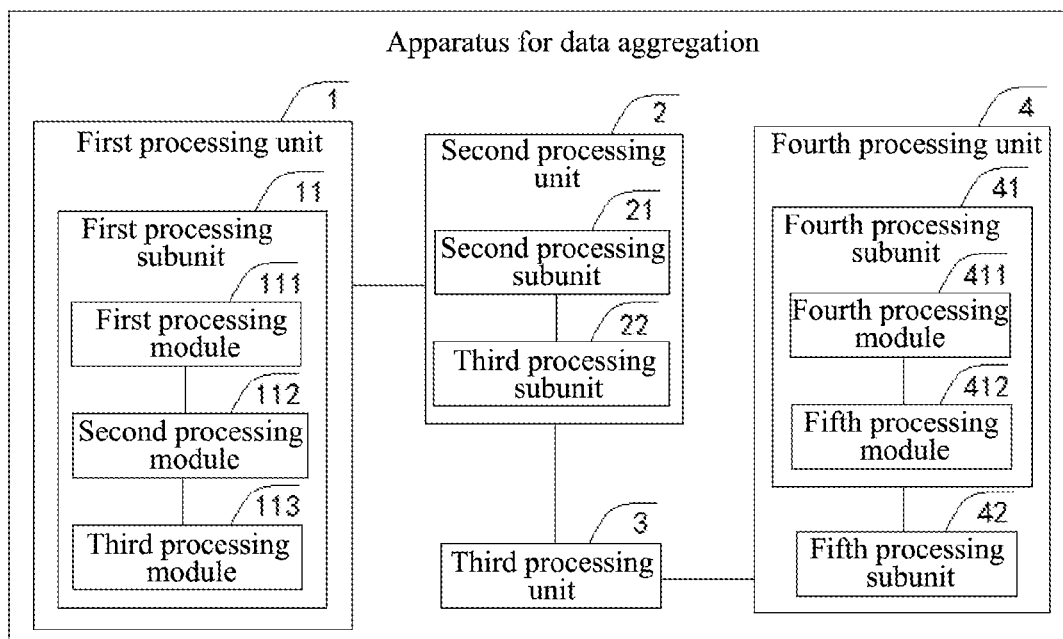 Apparatus for data aggregation
1
First processing unit
11
First processing
subunit
111
First processing
module
112
Second processing
module
113
Third processing
module
2
Second processing
unit
21
Second processing
subunit
22
Third processing
subunit
3
Third processing
unit
4
Fourth processing unit
41
Fourth processing
subunit
411
Fourth processing
module
412
Fifth processing
module
42
Fifth processing
subunit